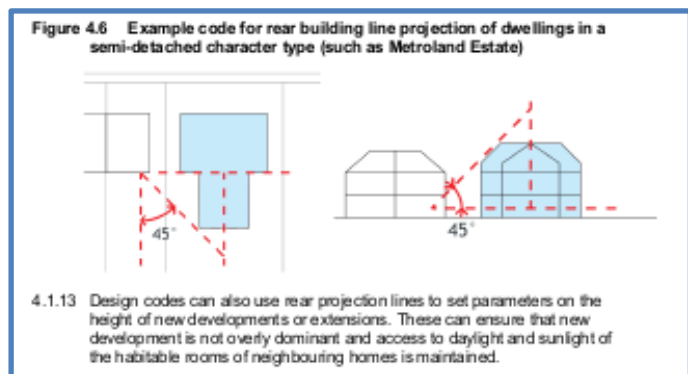 Figure 4.6 Example code for rear building line projection of dwellings in a
semi-detached character type (such as Metroland Estate)
45°
45°
4.1.13 Design codes can also use rear projection lines to set parameters on the
height of new developments or extensions. These can ensure that new
development is not overly dominant and access to daylight and sunlight of
the habitable rooms of neighbouring homes is maintained.